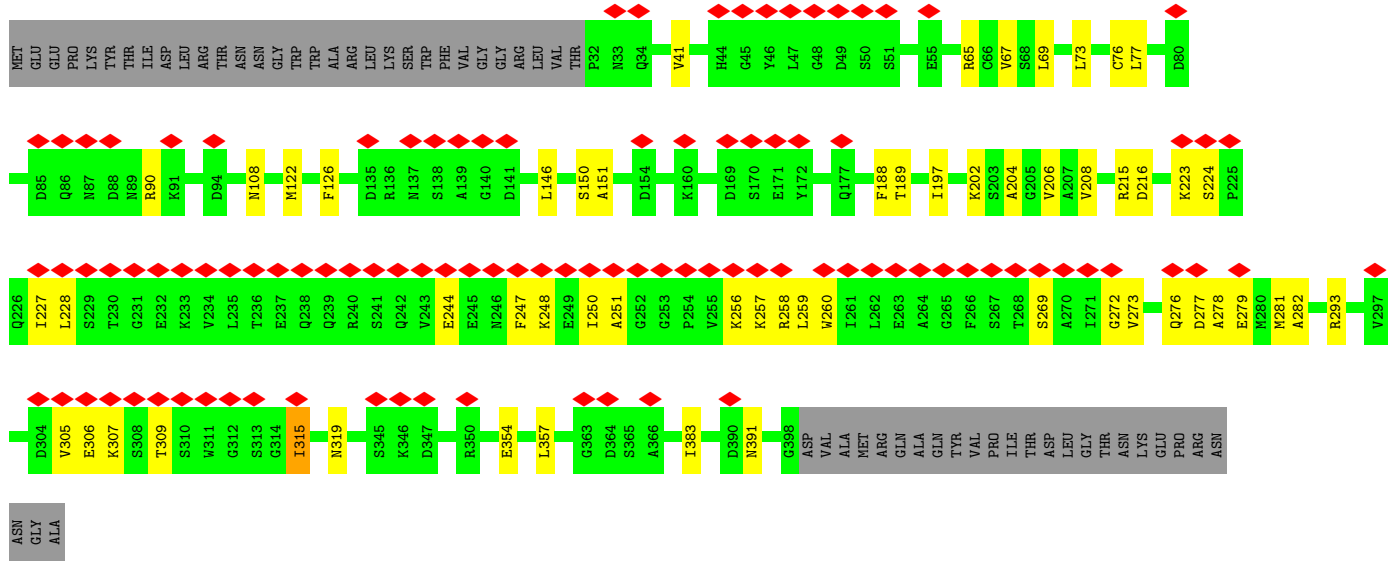 MET GLU GLU PRO LYS TYR THR ILE ASP LEU ARG THR ASN ASN GLY TRP TRP ALA ARG LEU LYS SER TRP PHE VAL GLY GLY ARG LEU VAL THR P32 N33 Q34 V41 H44 G45 Y46 L47 G48 D49 S50 S51 E55 R65 C66 V67 S68 L69 L73 C76 L77 D80
D85 Q86 N87 D88 N89 R90 K91 D94 N108 M122 F126 D135 R136 N137 S138 A139 G140 D141 L146 S150 A151 D154 K160 D169 S170 E171 Y172 Q177 F188 T189 I197 K202 S203 A204 G205 V206 A207 V208 R215 D216 K223 S224 P225
Q226 I227 L228 S229 T230 G231 E232 K233 V234 L235 T236 E237 Q238 Q239 R240 S241 Q242 V243 E244 E245 N246 F247 K248 E249 I250 A251 G252 G253 P254 V255 K256 K257 R258 L259 W260 I261 L262 E263 A264 G265 F266 S267 T268 S269 A270 I271 G272 V273 Q276 D277 A278 E279 M280 M281 A282 R293 V297
D304 V305 E306 K307 S308 T309 S310 W311 G312 S313 G314 I315 N319 S345 K346 D347 R350 E354 L357 G363 D364 S365 A366 I383 D390 N391 G398 ASP VAL ALA MET ARG GLN ALA GLN TYR VAL PRO ILE THR ASP LEU GLY THR ASN LYS GLU PRO ARG ASN
ASN GLY ALA